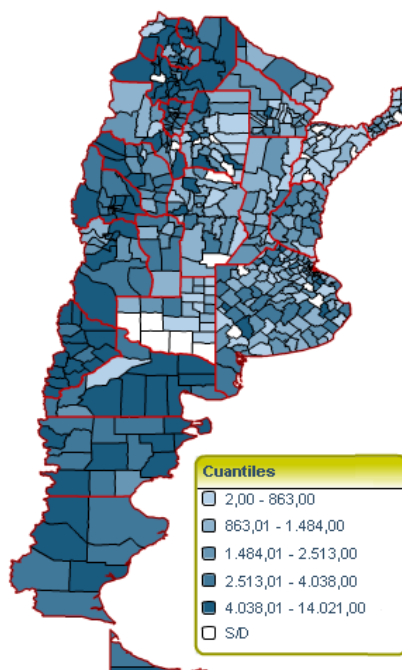 Cuantiles
2,00 - 863,00
863,01 - 1.484,00
1.484,01 - 2.513,00
2.513,01 - 4.038,00
4.038,01 - 14.021,00
S/D